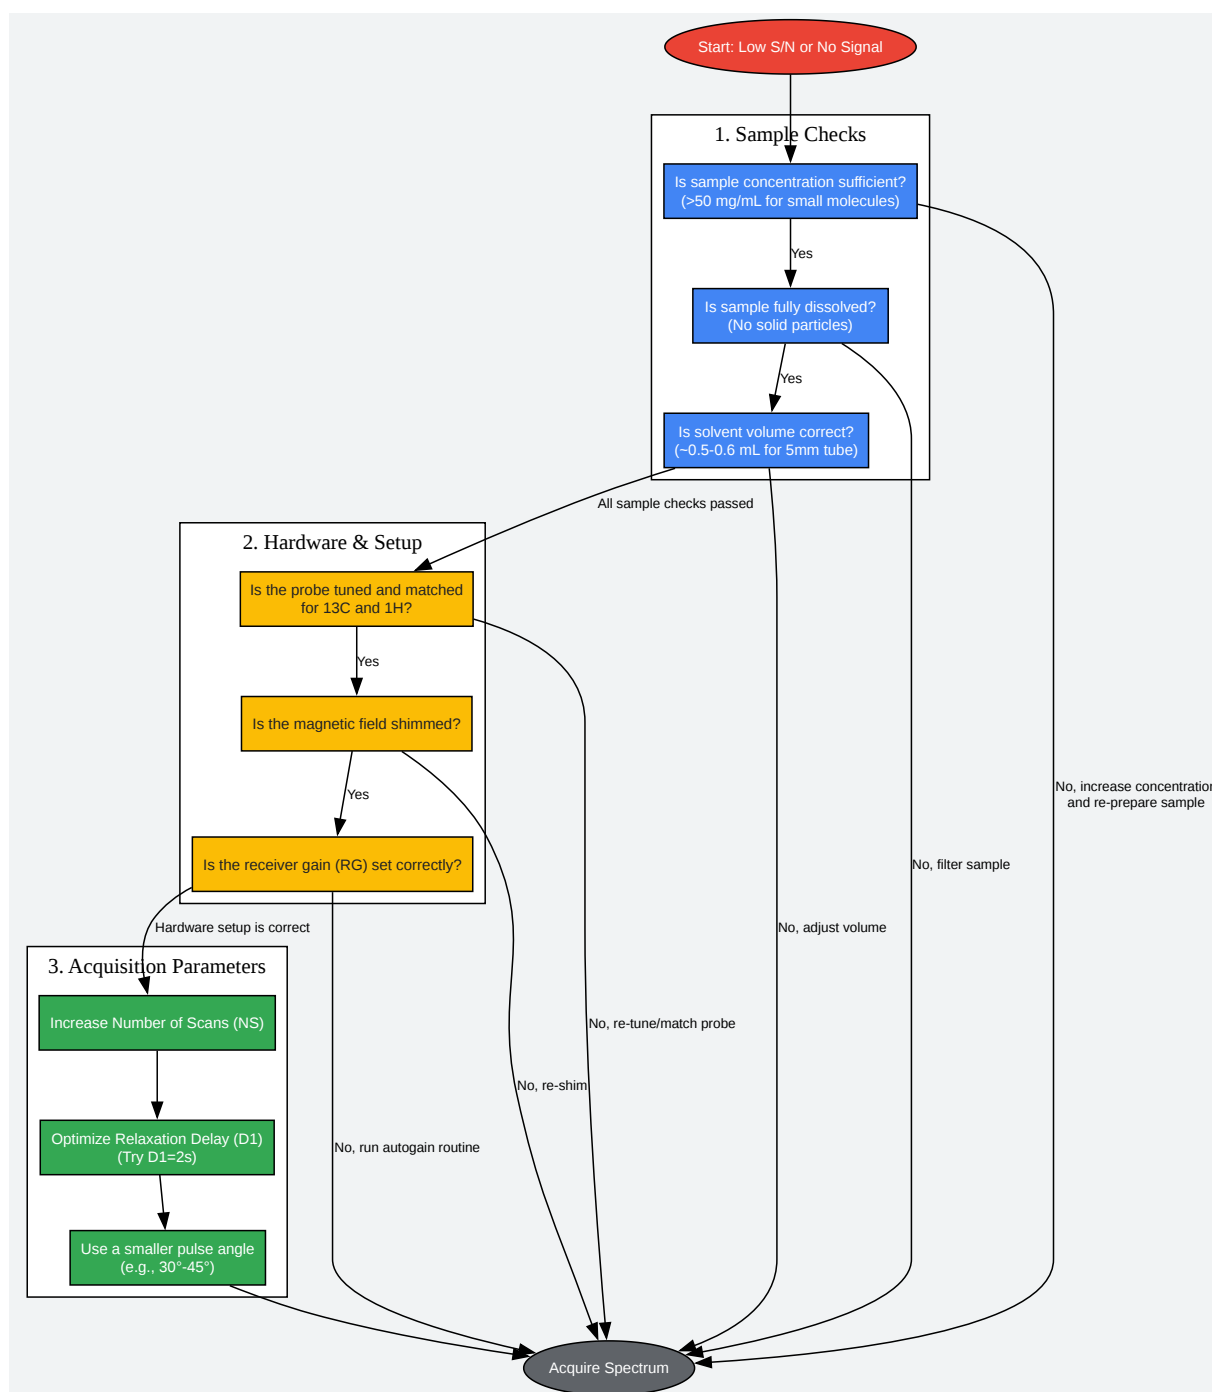 Start: Low S/N or No Signal
1. Sample Checks
Is sample concentration sufficient?
(>50 mg/mL for small molecules)
Yes
Is sample fully dissolved?
(No solid particles)
Yes
Is solvent volume correct?
(~0.5-0.6 mL for 5mm tube)
All sample checks passed
2. Hardware & Setup
Is the probe tuned and matched
for 13C and 1H?
Yes
Is the magnetic field shimmed?
Yes
No, increase concentration
and re-prepare sample
Is the receiver gain (RG) set correctly?
No, filter sample
Hardware setup is correct
No, adjust volume
3. Acquisition Parameters
Increase Number of Scans (NS)
No, re-tune/match probe
No, re-shim
Optimize Relaxation Delay (D1)
(Try D1=2s)
No, run autogain routine
Use a smaller pulse angle
(e.g., 30°-45°)
Acquire Spectrum